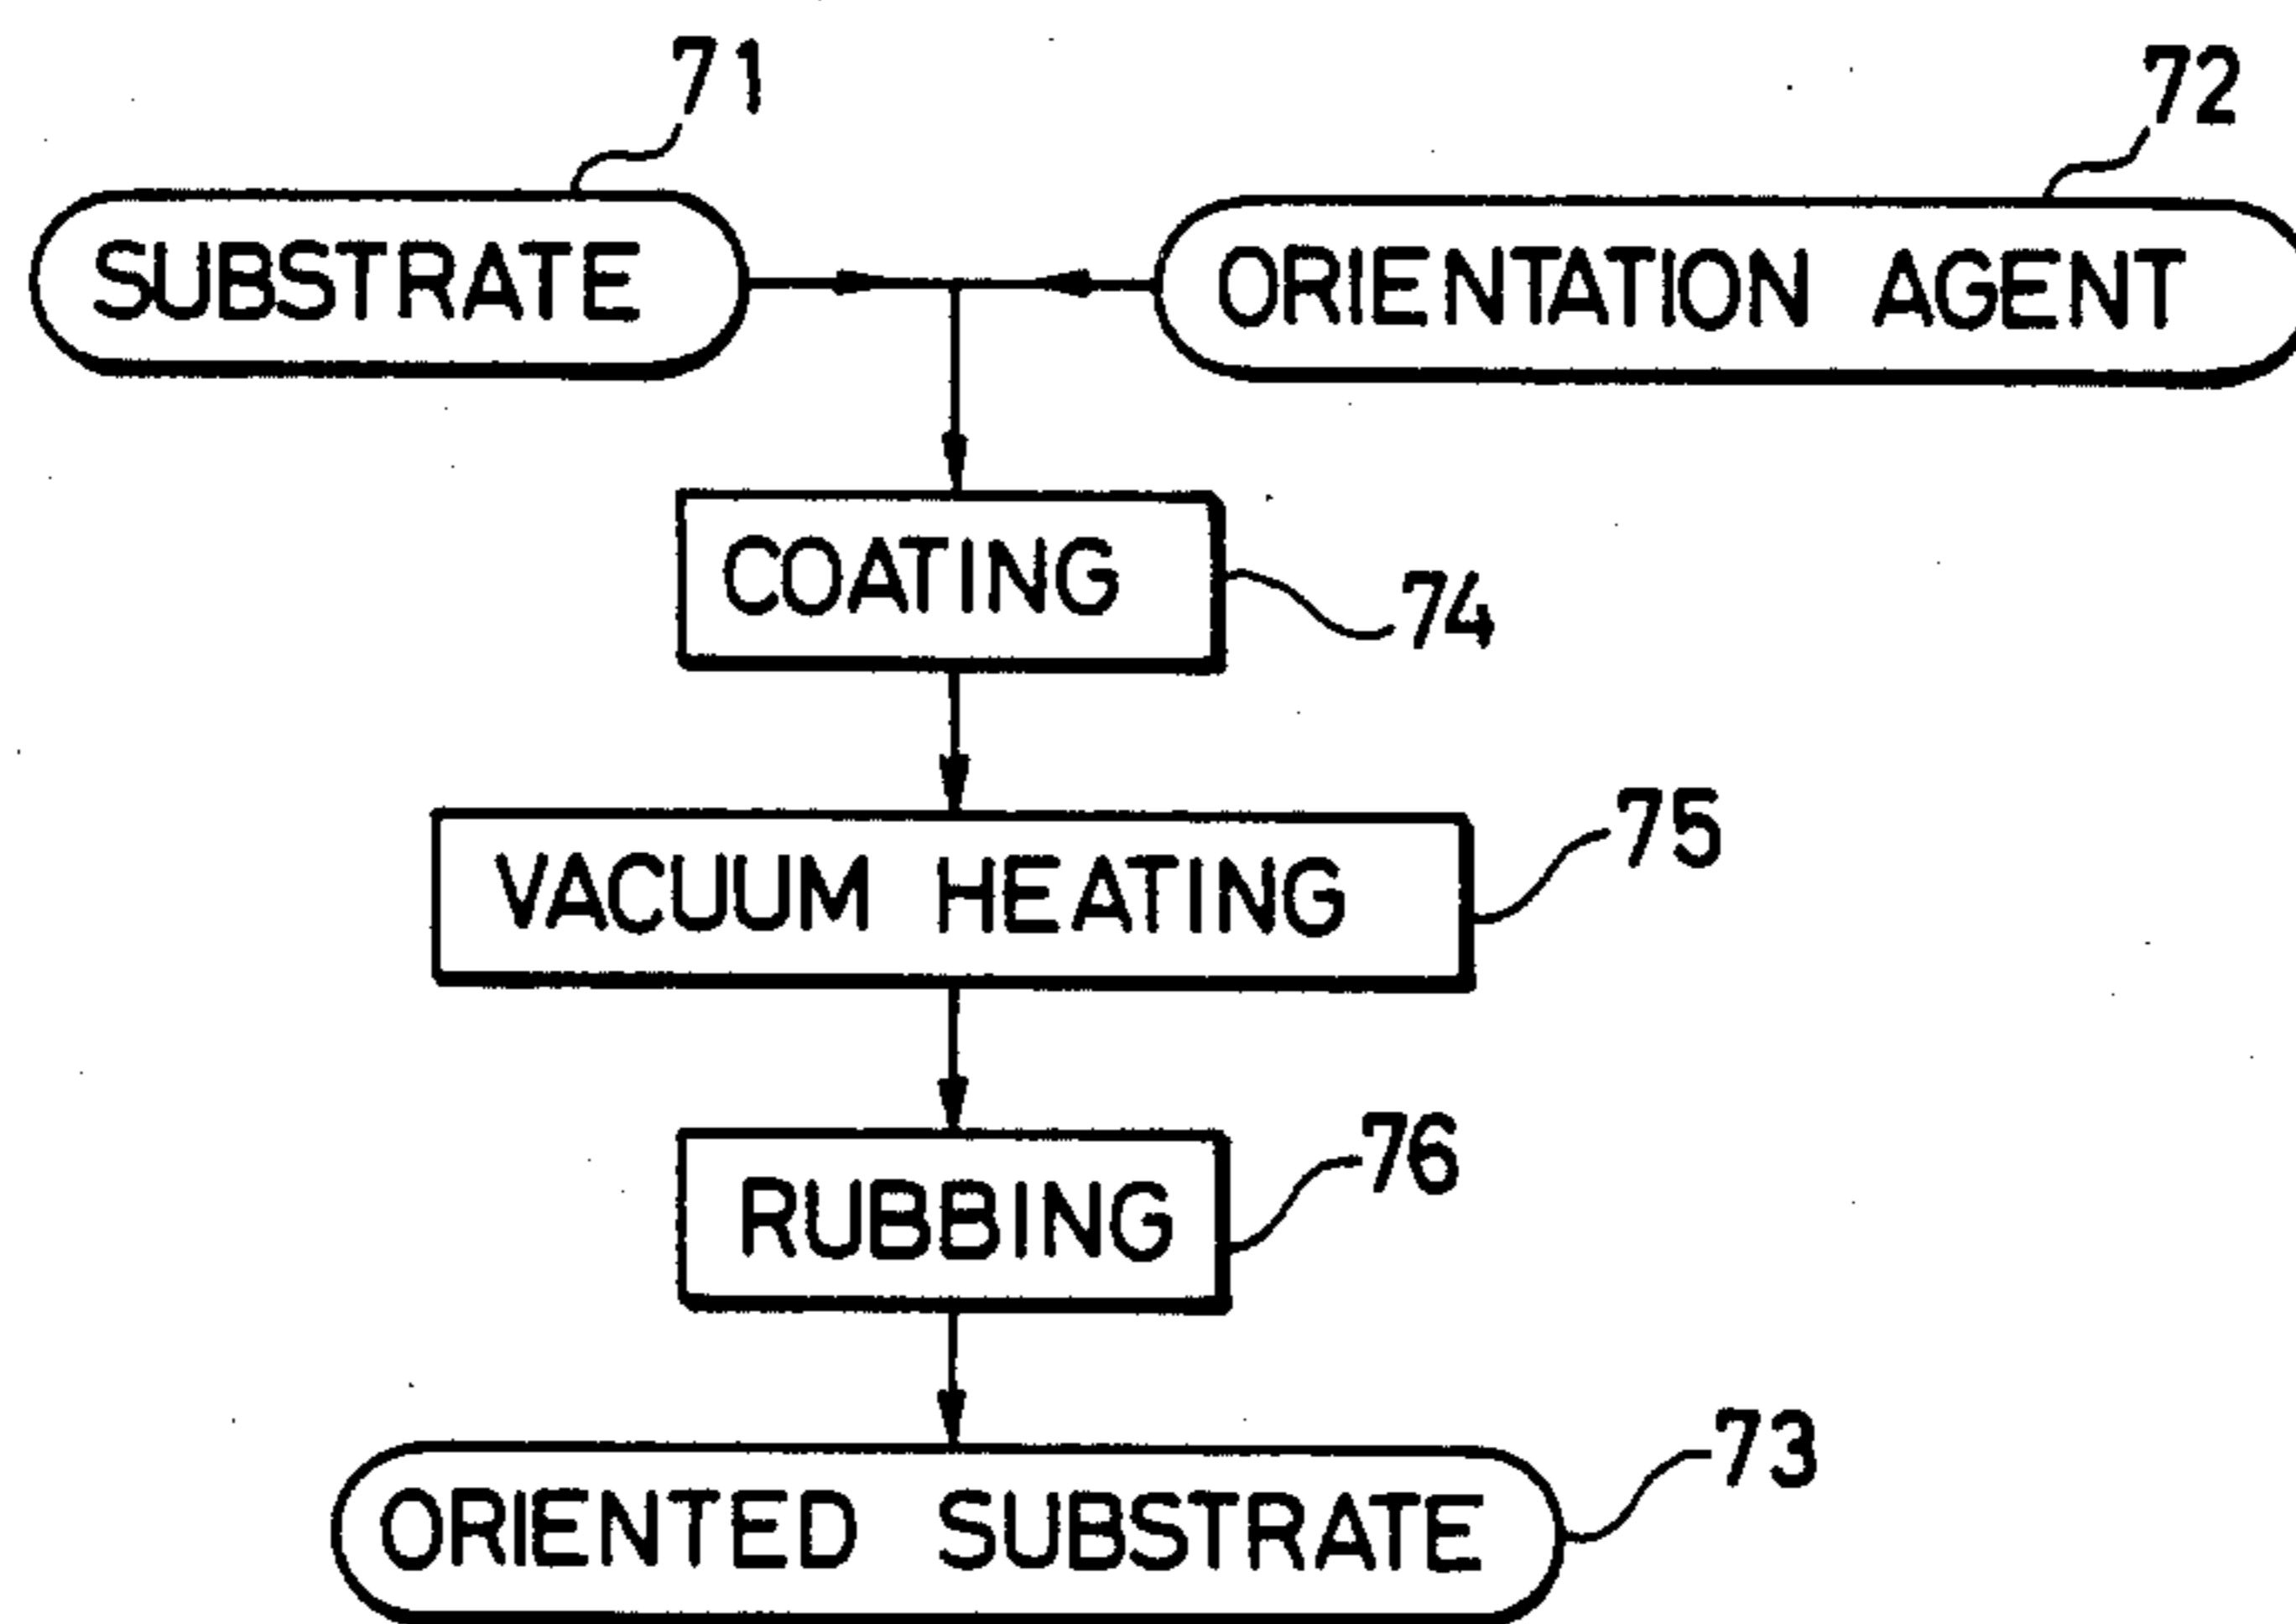 71
72
SUBSTRATE
ORIENTATION AGENT
COATING
74
VACUUM HEATING
75
RUBBING
76
ORIENTED SUBSTRATE
73